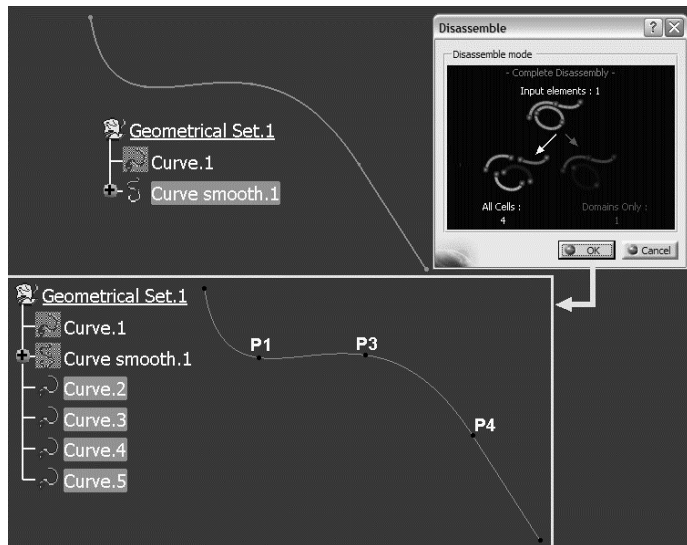 Disassemble
Disassemble mode
- Complete Disassembly -
Input elements : 1
All Cells :
4
Domains Only :
1
OK
Cancel
Geometrical Set.1
Curve.1
Curve smooth.1
Geometrical Set.1
Curve.1
Curve smooth.1
Curve.2
Curve.3
Curve.4
Curve.5
P1
P3
P4